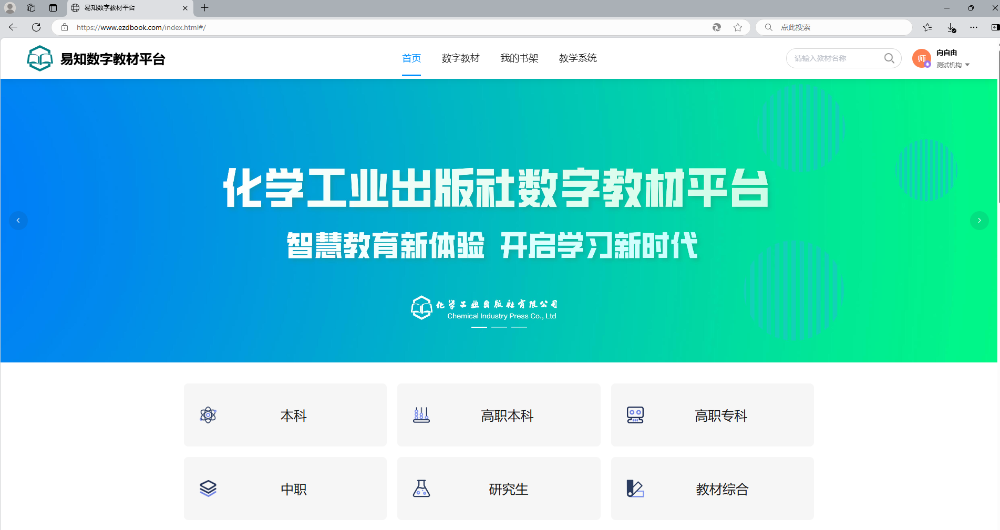 易知数字教材平台
https://www.ezdbook.com/index.html#/
点此搜索
易知数字教材平台
首页
数字教材
我的书架
教学系统
请输入教材名称
师
向自由
测试机构
化学工业出版社数字教材平台
智慧教育新体验 开启学习新时代
化学工业出版社有限公司
Chemical Industry Press Co., Ltd
本科
高职本科
高职专科
中职
研究生
教材综合